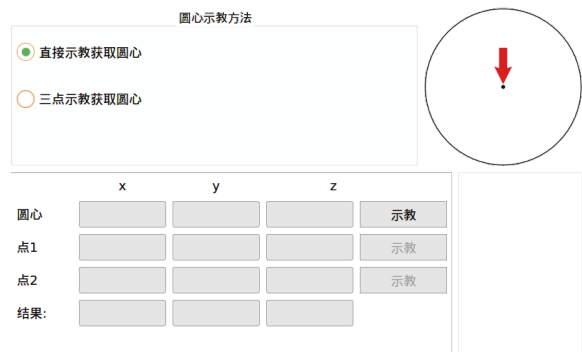 圆心示教方法
直接示教获取圆心
三点示教获取圆心
x y z
圆心 示教
点1 示教
点2 示教
结果: